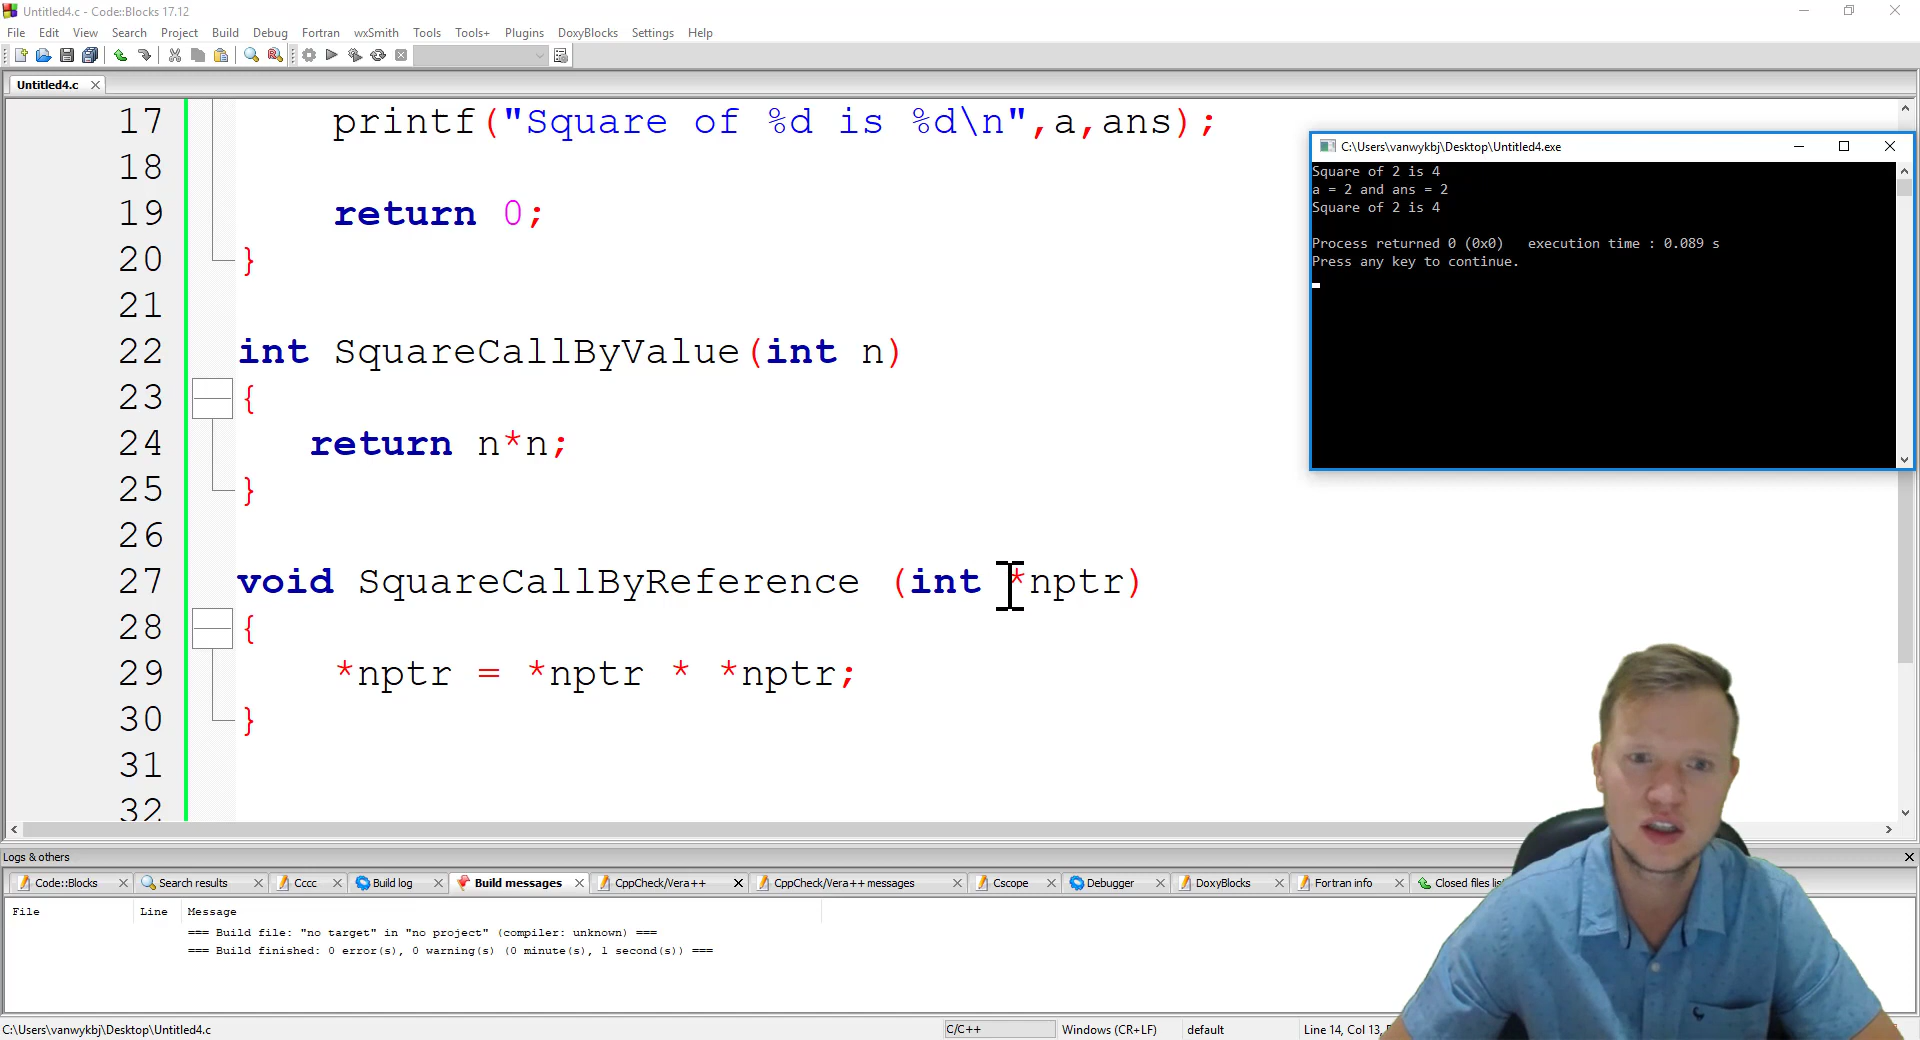 Untitled4.c - Code::Blocks 17.12
File Edit View Search Project Build Debug Fortran wxSmith Tools Tools+ Plugins DoxyBlocks Settings Help
Untitled4.c
17 printf("Square of %d is %d\n",a,ans);
18
19 return 0;
20 }
21
22 int SquareCallByValue(int n)
23 {
24 return n*n;
25 }
26
27 void SquareCallByReference (int *nptr)
28 {
29 *nptr = *nptr * *nptr;
30 }
31
32
C:\Users\vanwykbj\Desktop\Untitled4.exe
Square of 2 is 4
a = 2 and ans = 2
Square of 2 is 4
Process returned 0 (0x0) execution time : 0.089 s
Press any key to continue.
Logs & others
Code::Blocks Search results Cccc Build log Build messages CppCheck/Vera++ CppCheck/Vera++ messages Cscope Debugger DoxyBlocks Fortran info Closed files
File Line Message
=== Build file: "no target" in "no project" (compiler: unknown) ===
=== Build finished: 0 error(s), 0 warning(s) (0 minute(s), 1 second(s)) ===
C:\Users\vanwykbj\Desktop\Untitled4.c C/C++ Windows (CR+LF) default Line 14, Col 13,